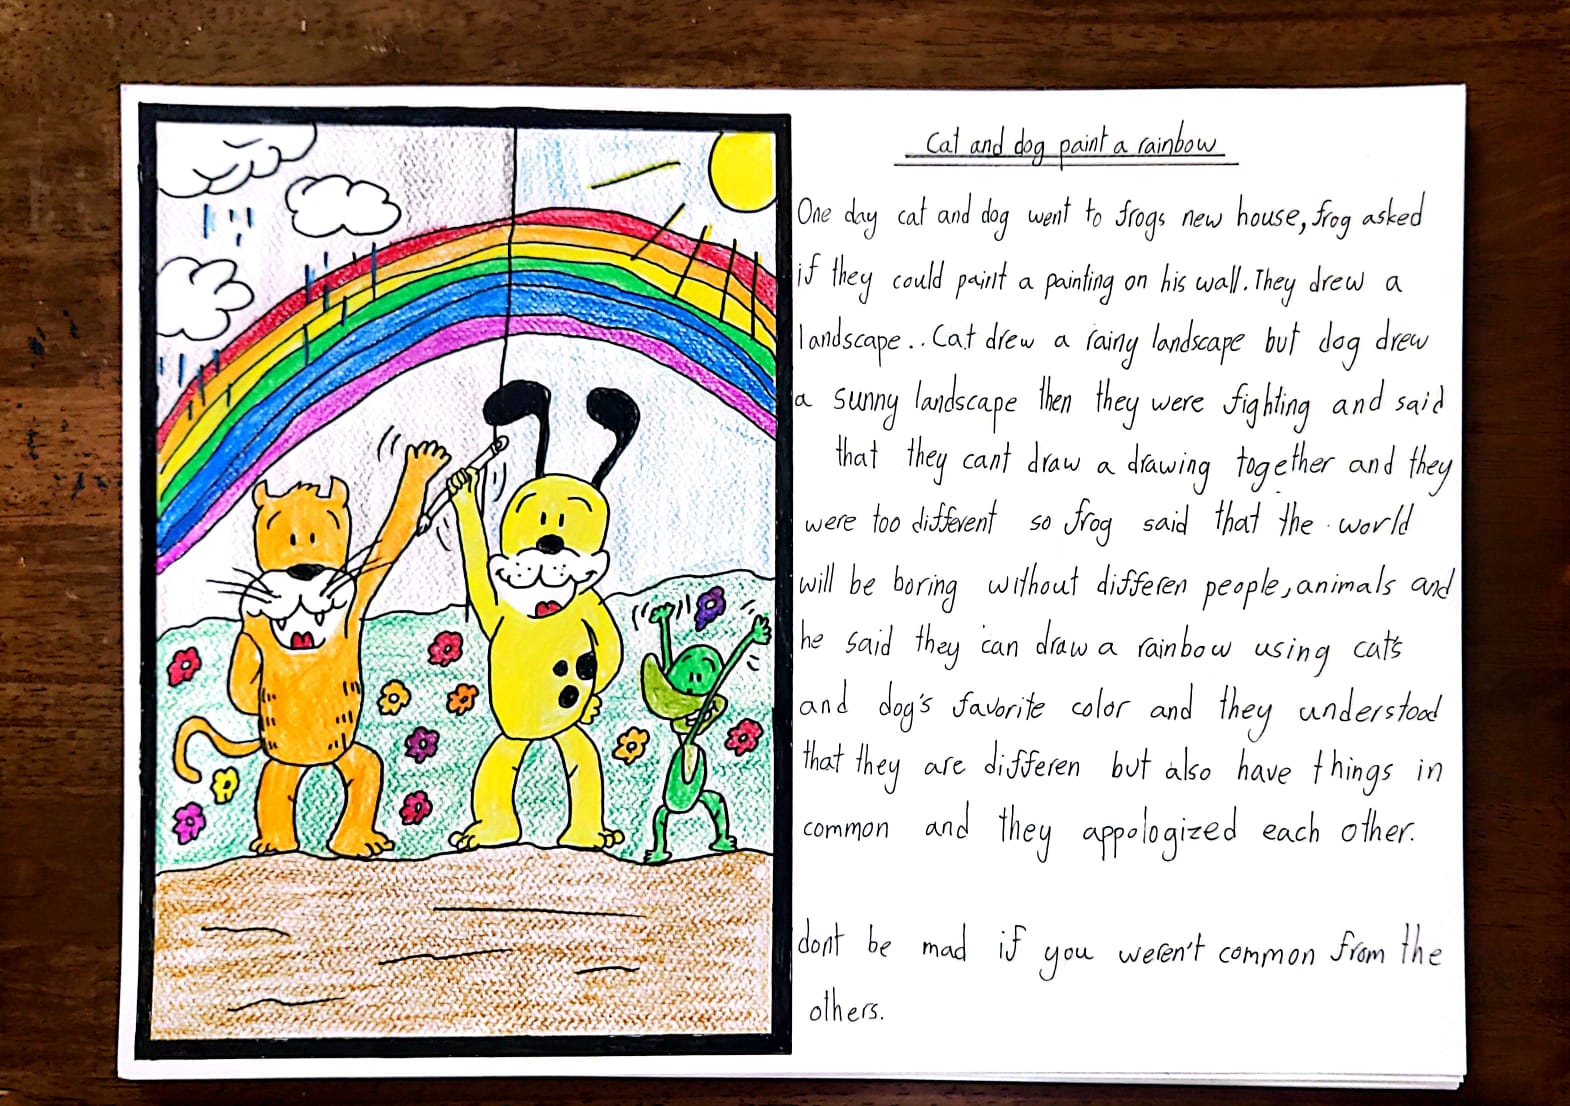 Cat and dog paint a rainbow
One day cat and dog went to frogs new house, frog asked
if they could paint a painting on his wall. They drew a
landscape.. Cat drew a rainy landscape but dog drew
a sunny landscape then they were fighting and said
that they cant draw a drawing together and they
were too different so frog said that the world
will be boring without differen people, animals and
he said they can draw a rainbow using cat's
and dog's favorite color and they understood
that they are differen but also have things in
common and they appologized each other.
dont be mad if you weren't common from the
others.